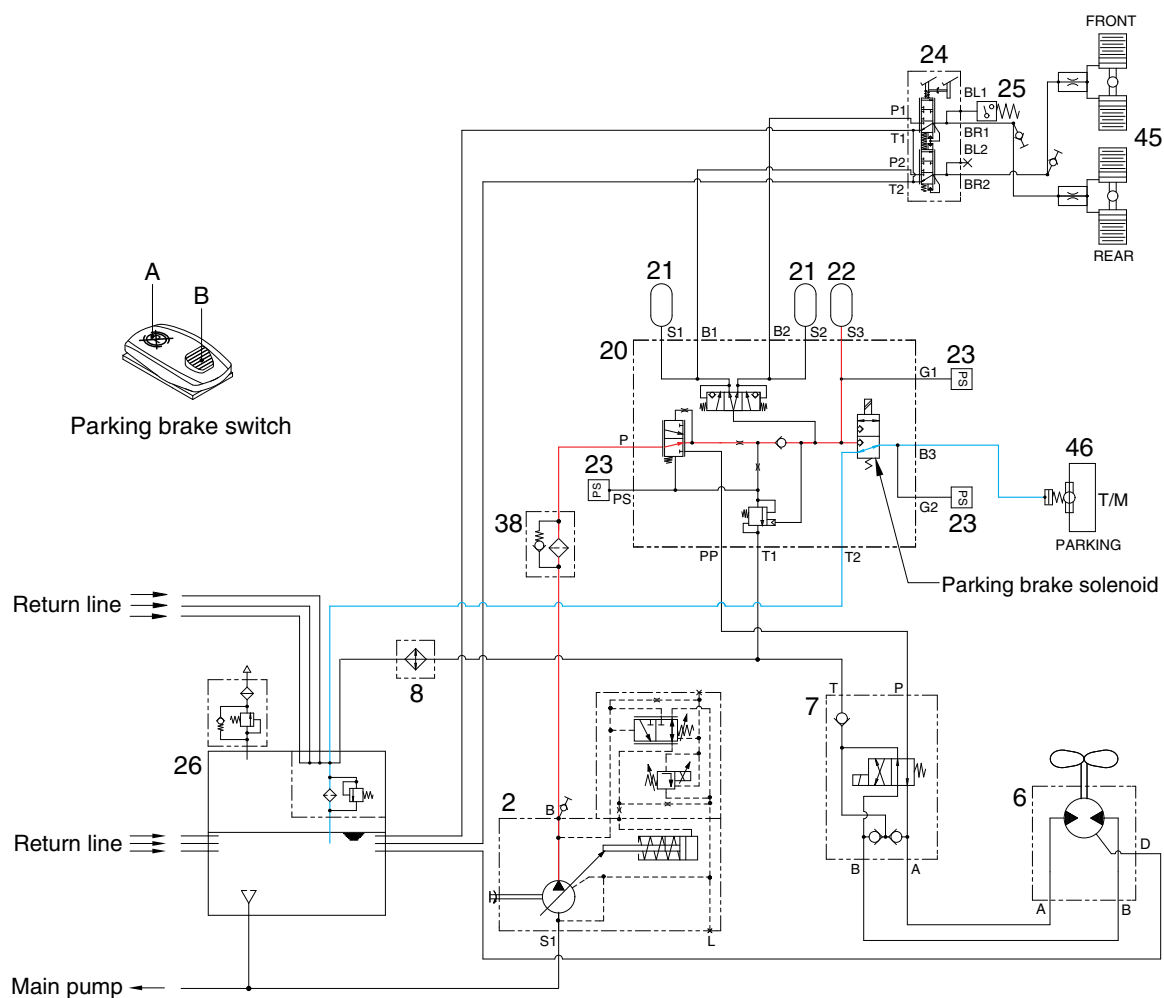 FRONT
24
BL1
25
P1
T1
BR1
45
BL2
P2
T2
BR2
REAR
A
B
Parking brake switch
21
21
22
S1
B1
B2
S2
S3
20
23
G1
PS
P
46
B3
23
PS
PS
T/M
G2
PS
23
38
PP
T1
T2
PARKING
Parking brake solenoid
Return line
8
T
P
7
26
2
B
6
Return line
D
B
A
A
B
S1
L
Main pump